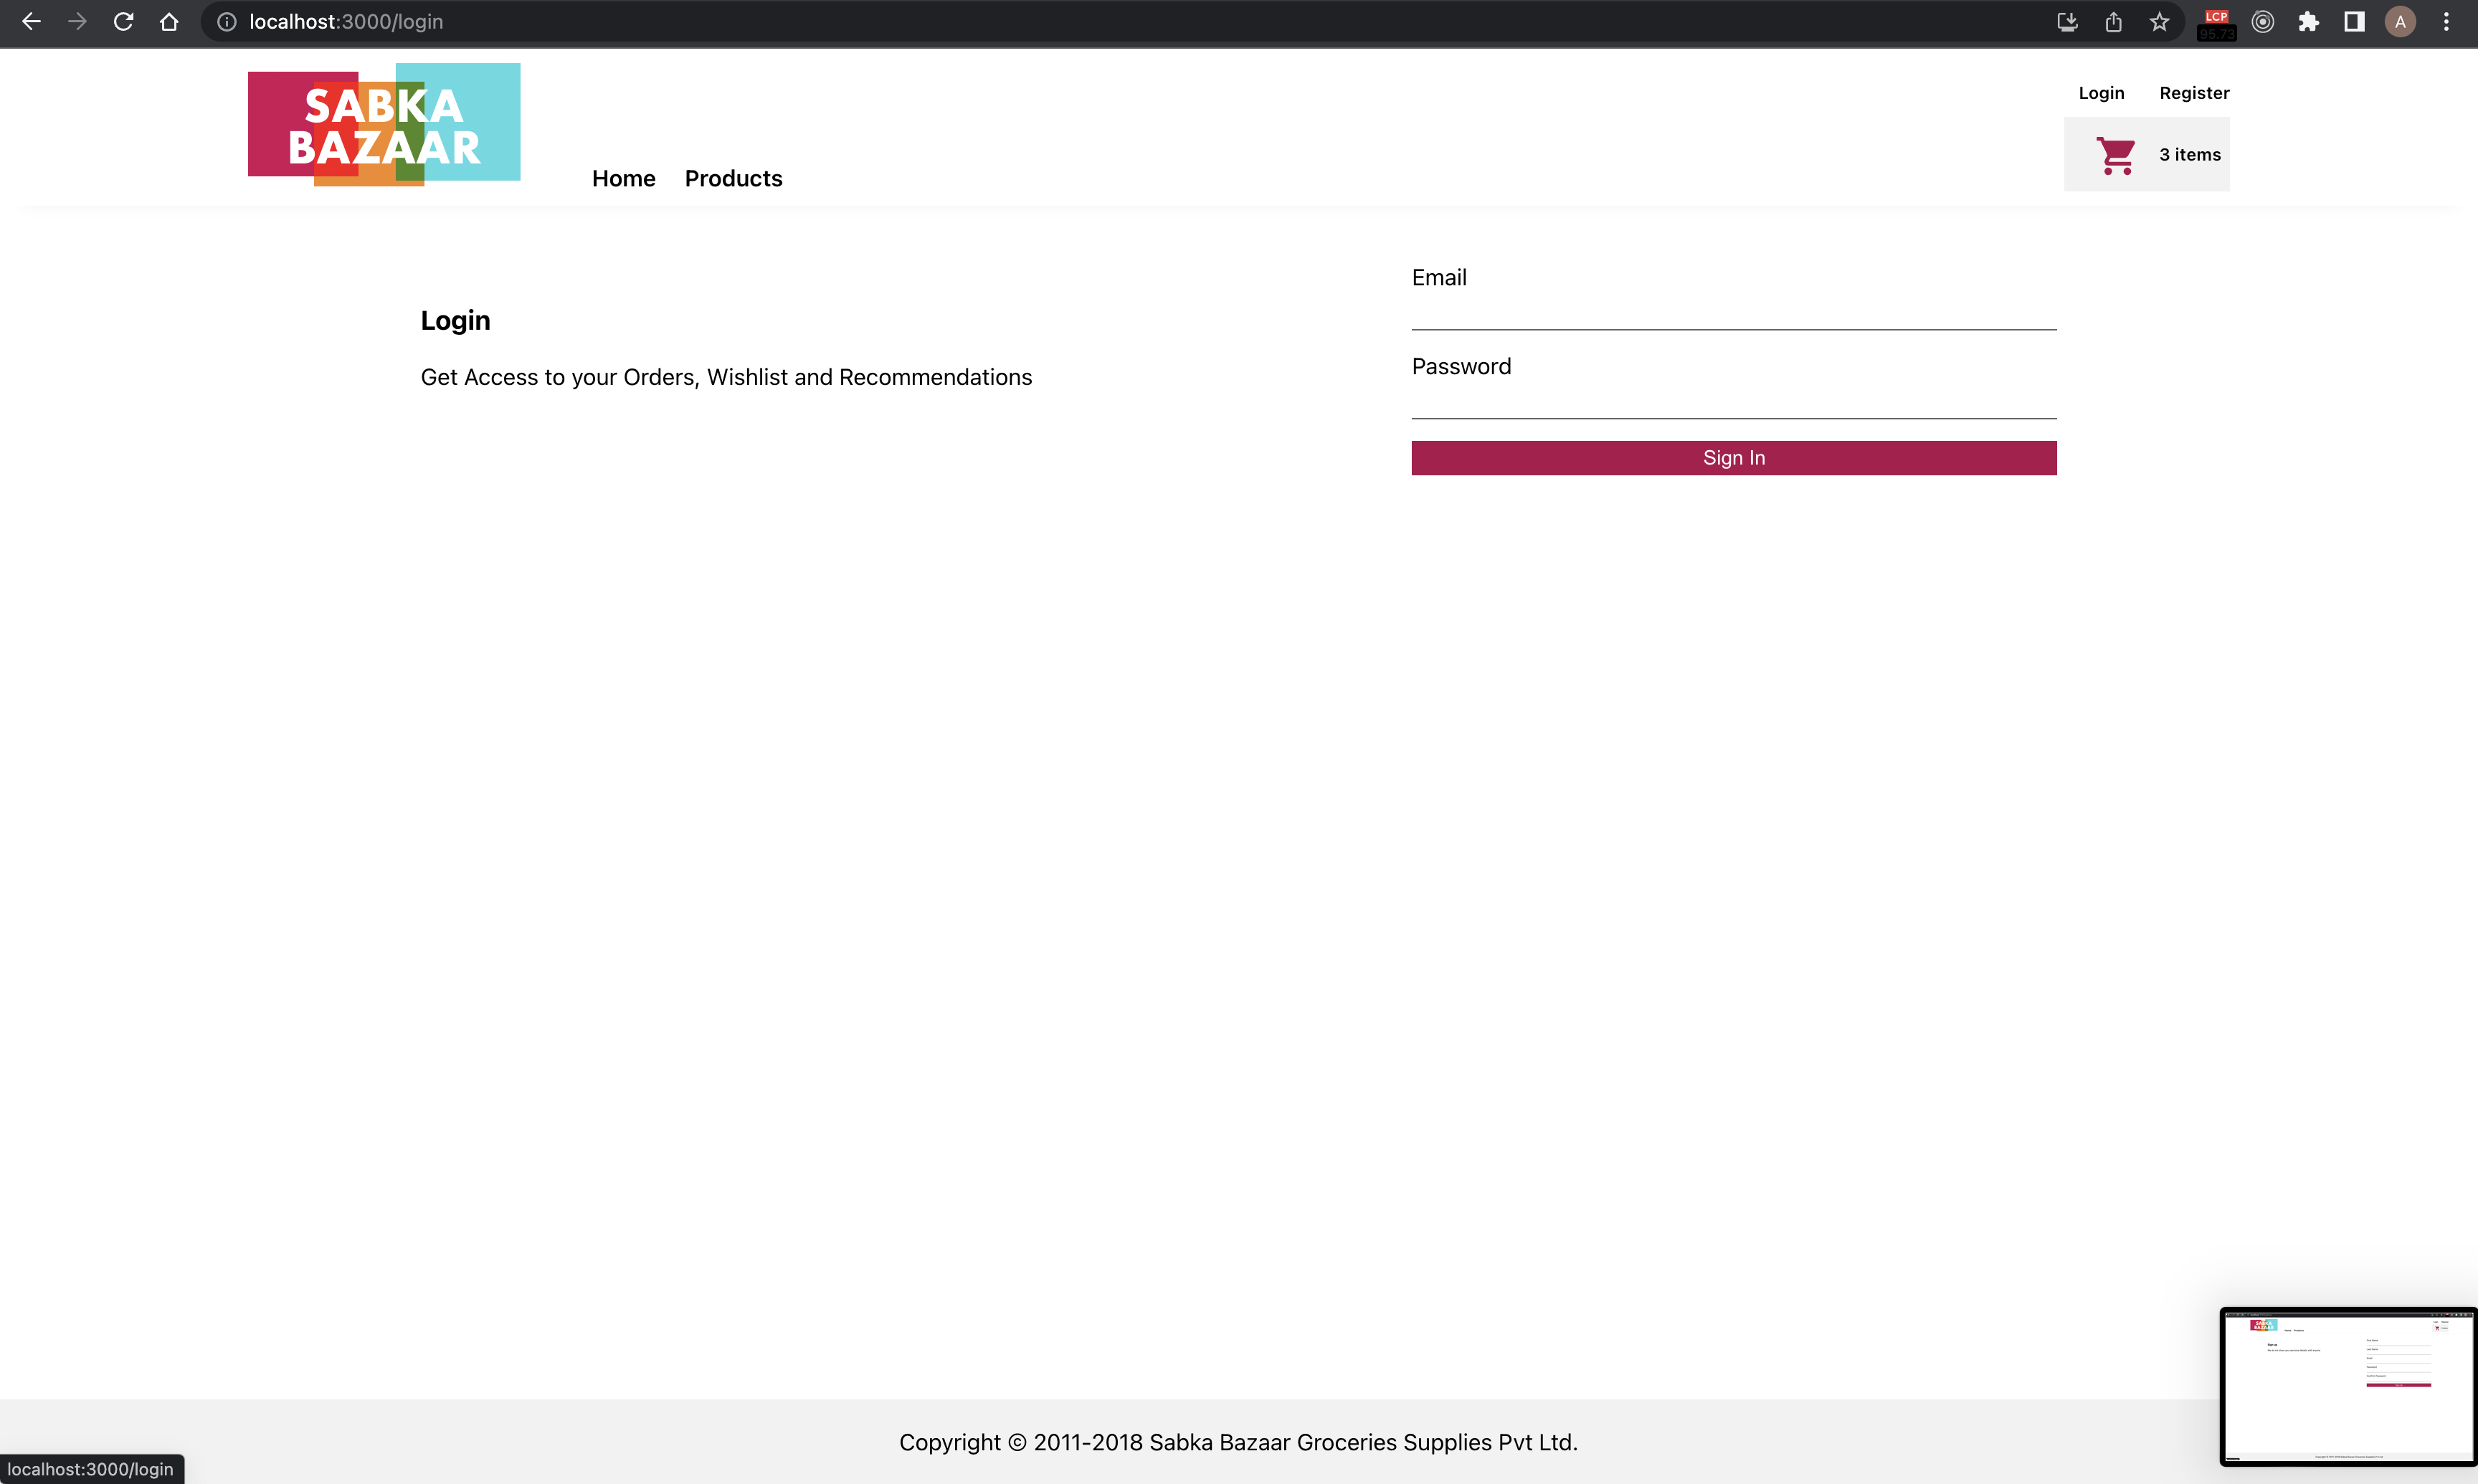 localhost:3000/login
LCP
95.73
A
SABKA
BAZAAR
Home Products
Login Register
3 items
Login
Get Access to your Orders, Wishlist and Recommendations
Email
Password
Sign In
SABKA
BAZAAR
Copyright © 2011-2018 Sabka Bazaar Groceries Supplies Pvt Ltd.
localhost:3000/login